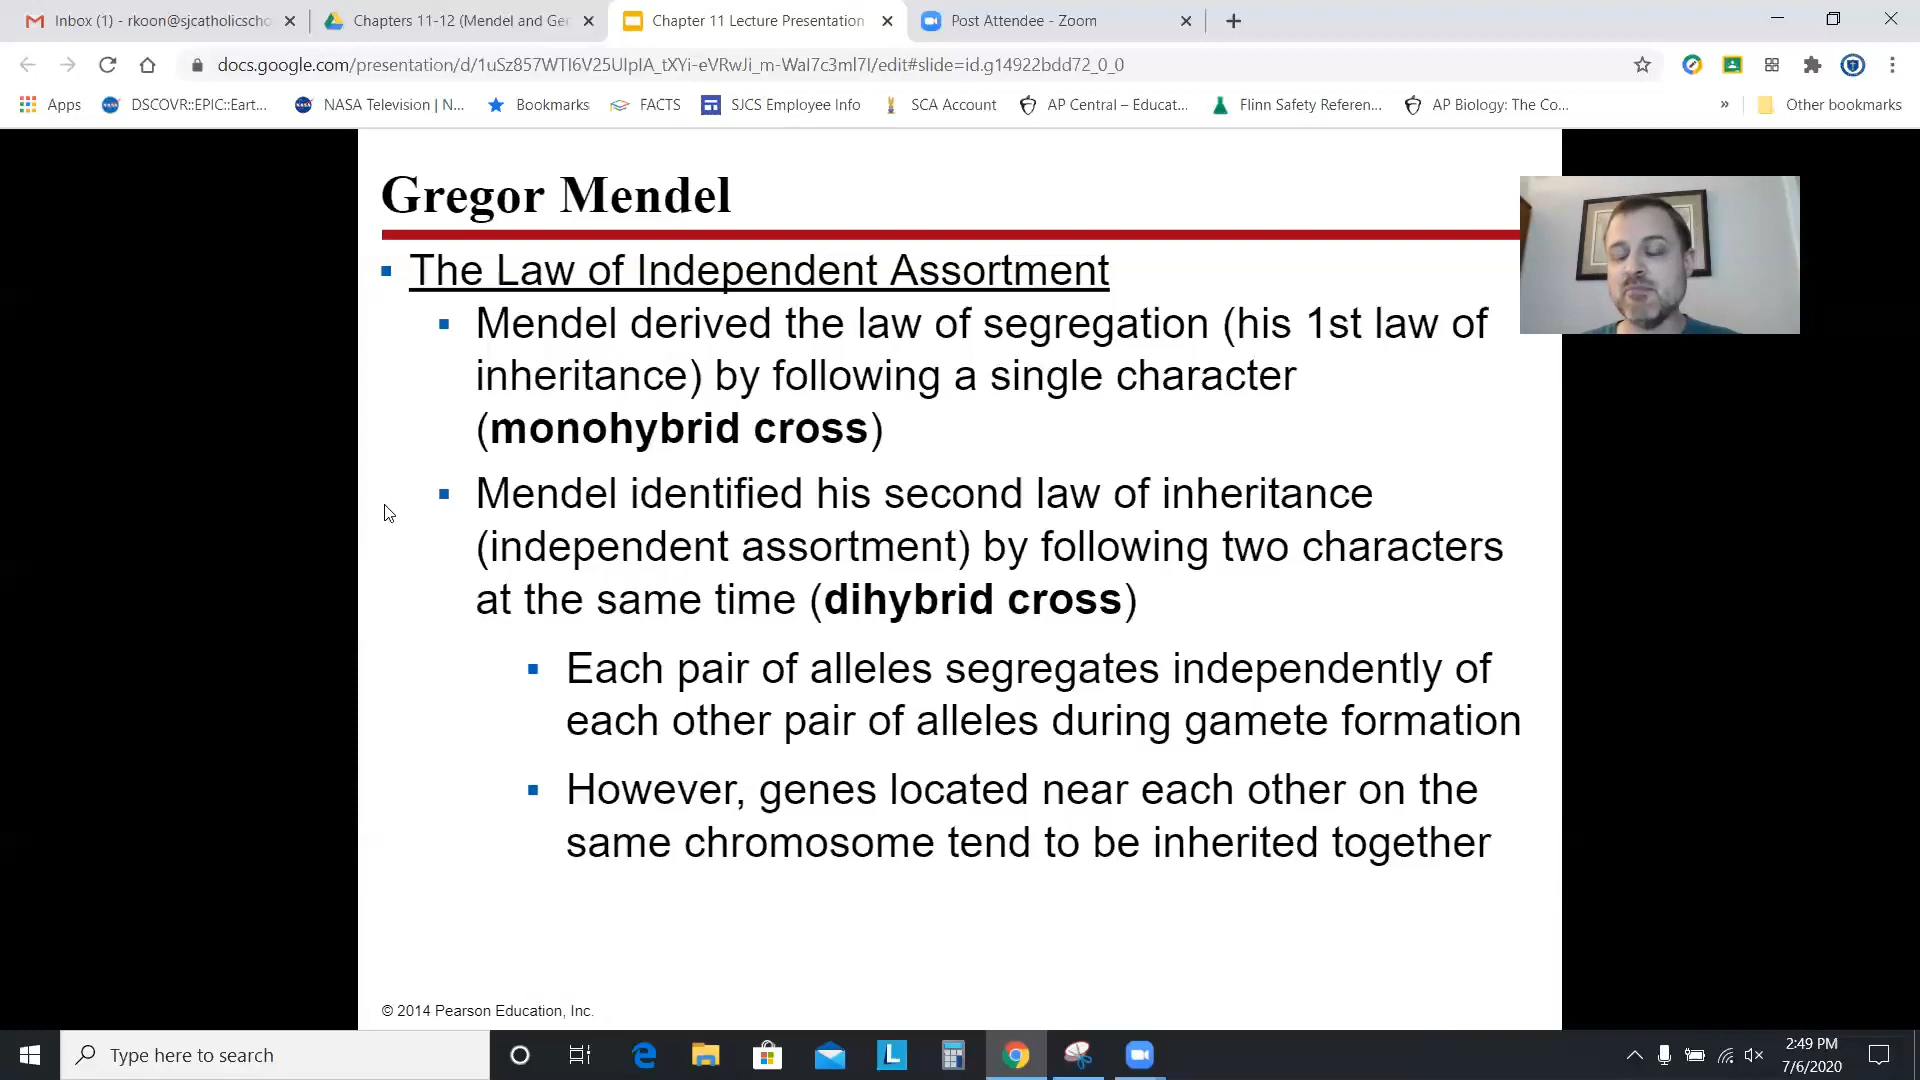 Inbox (1) - rkoon@sjcatholicscho
Chapters 11-12 (Mendel and Ge
Chapter 11 Lecture Presentation
Post Attendee - Zoom
docs.google.com/presentation/d/1uSz857WTI6V25UIpIA_tXYi-eVRwJi_m-WaI7c3ml7I/edit#slide=id.g14922bdd72_0_0
Apps
DSCOVR::EPIC::Eart...
NASA Television | N...
Bookmarks
FACTS
SJCS Employee Info
SCA Account
AP Central – Educat...
Flinn Safety Referen...
AP Biology: The Co...
»
Other bookmarks
Gregor Mendel
The Law of Independent Assortment
Mendel derived the law of segregation (his 1st law of
inheritance) by following a single character
(monohybrid cross)
Mendel identified his second law of inheritance
(independent assortment) by following two characters
at the same time (dihybrid cross)
Each pair of alleles segregates independently of
each other pair of alleles during gamete formation
However, genes located near each other on the
same chromosome tend to be inherited together
© 2014 Pearson Education, Inc.
Type here to search
2:49 PM
7/6/2020